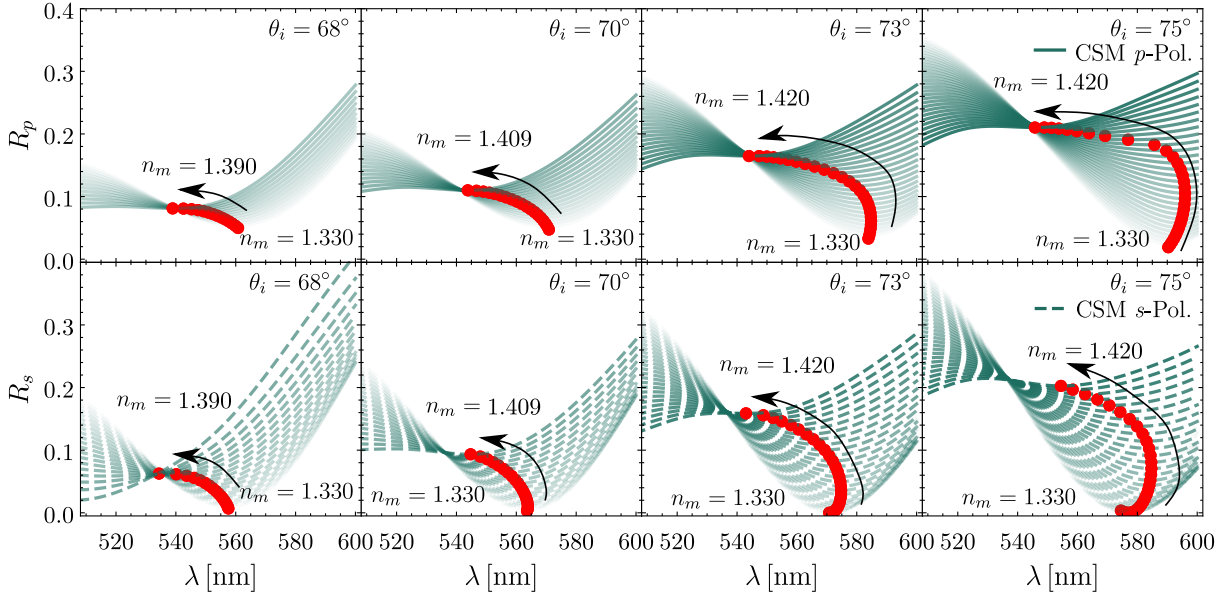 0.4
θ_i = 68°
θ_i = 70°
θ_i = 73°
θ_i = 75°
CSM p-Pol.
0.3
n_m = 1.420
n_m = 1.420
R_p
0.2
n_m = 1.409
n_m = 1.390
0.1
n_m = 1.330
n_m = 1.330
n_m = 1.330
n_m = 1.330
0.0
θ_i = 68°
θ_i = 70°
θ_i = 73°
θ_i = 75°
CSM s-Pol.
0.3
n_m = 1.420
n_m = 1.420
R_s
0.2
n_m = 1.390
n_m = 1.409
0.1
n_m = 1.330
n_m = 1.330
n_m = 1.330
n_m = 1.330
0.0
520 540 560 580 600 520 540 560 580 600 520 540 560 580 600 520 540 560 580 600
λ [nm] λ [nm] λ [nm] λ [nm]